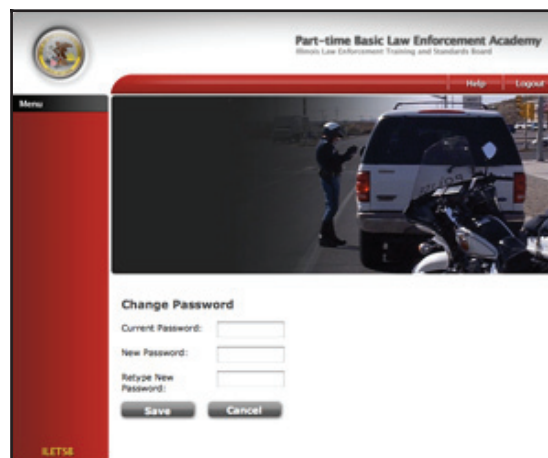 Part-time Basic Law Enforcement Academy
Illinois Law Enforcement Training and Standards Board
Help Logout
Menu
Change Password
Current Password:
New Password:
Retype New
Password:
Save Cancel
ILETSB